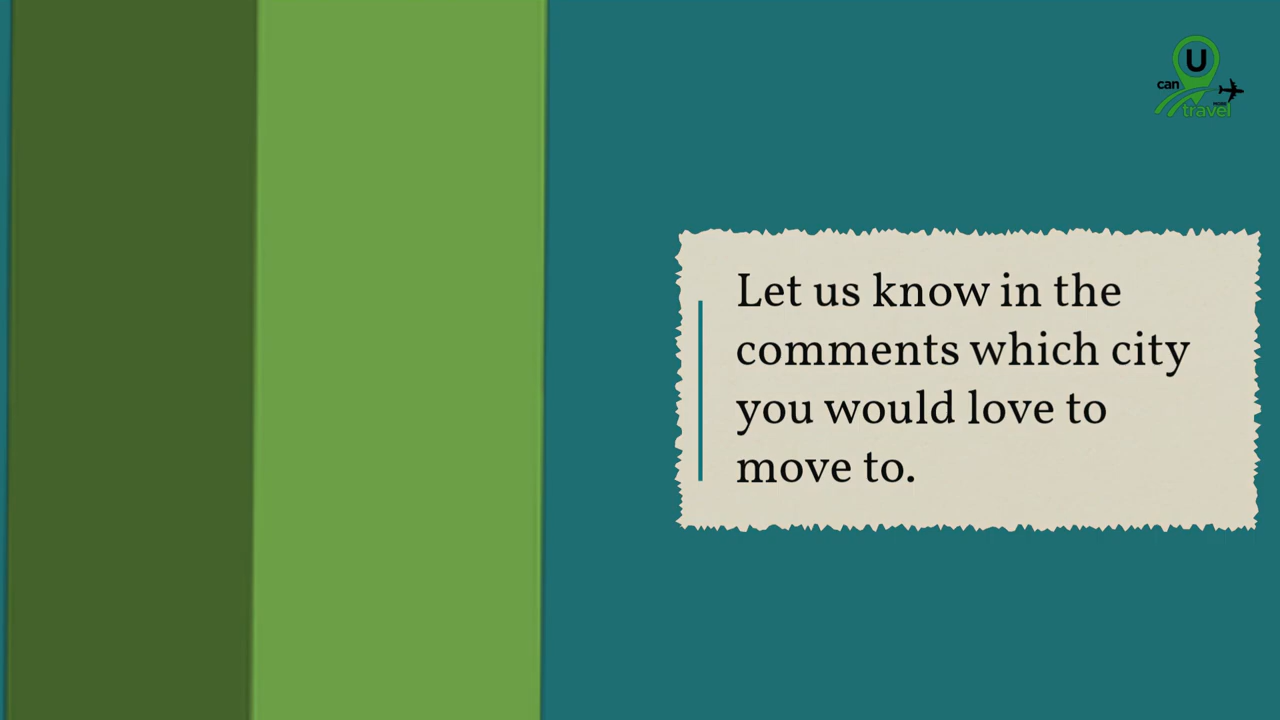 U
can
travel
Let us know in the
comments which city
you would love to
move to.